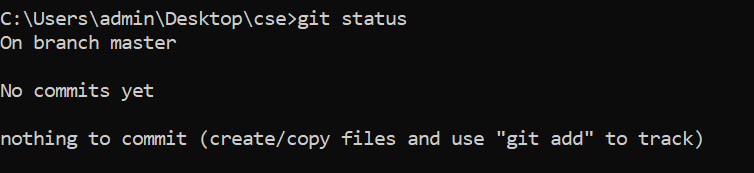 C:\Users\admin\Desktop\cse>git status
On branch master
No commits yet
nothing to commit (create/copy files and use "git add" to track)